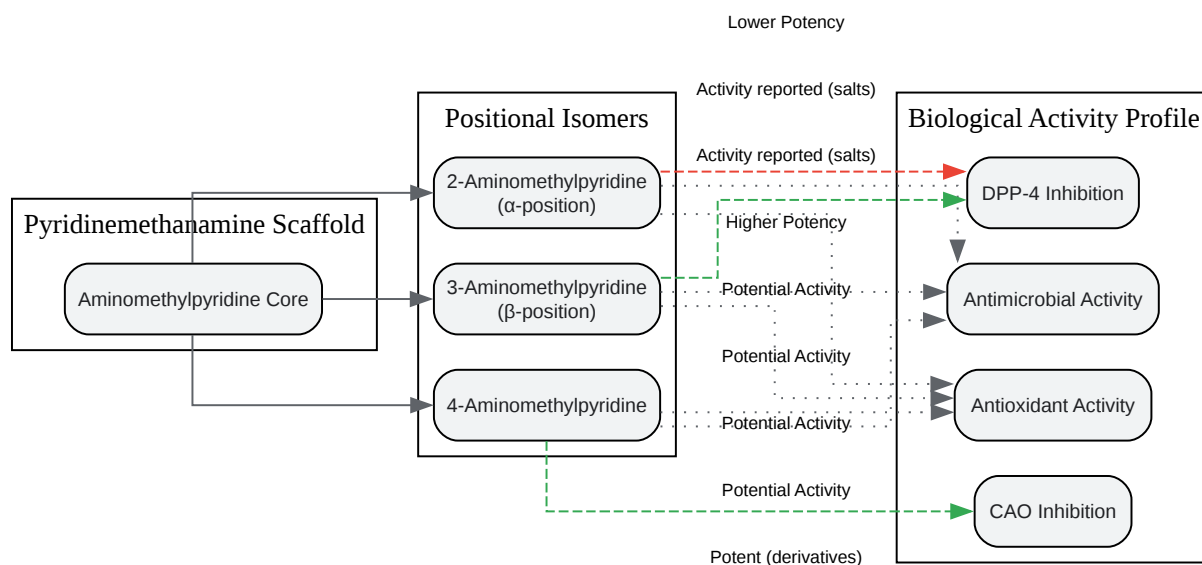 Lower Potency
Activity reported (salts)
Positional Isomers
Biological Activity Profile
Activity reported (salts)
2-Aminomethylpyridine
(α-position)
DPP-4 Inhibition
Pyridinemethanamine Scaffold
Higher Potency
Aminomethylpyridine Core
3-Aminomethylpyridine
(β-position)
Potential Activity
Antimicrobial Activity
Potential Activity
4-Aminomethylpyridine
Antioxidant Activity
Potential Activity
Potential Activity
CAO Inhibition
Potent (derivatives)